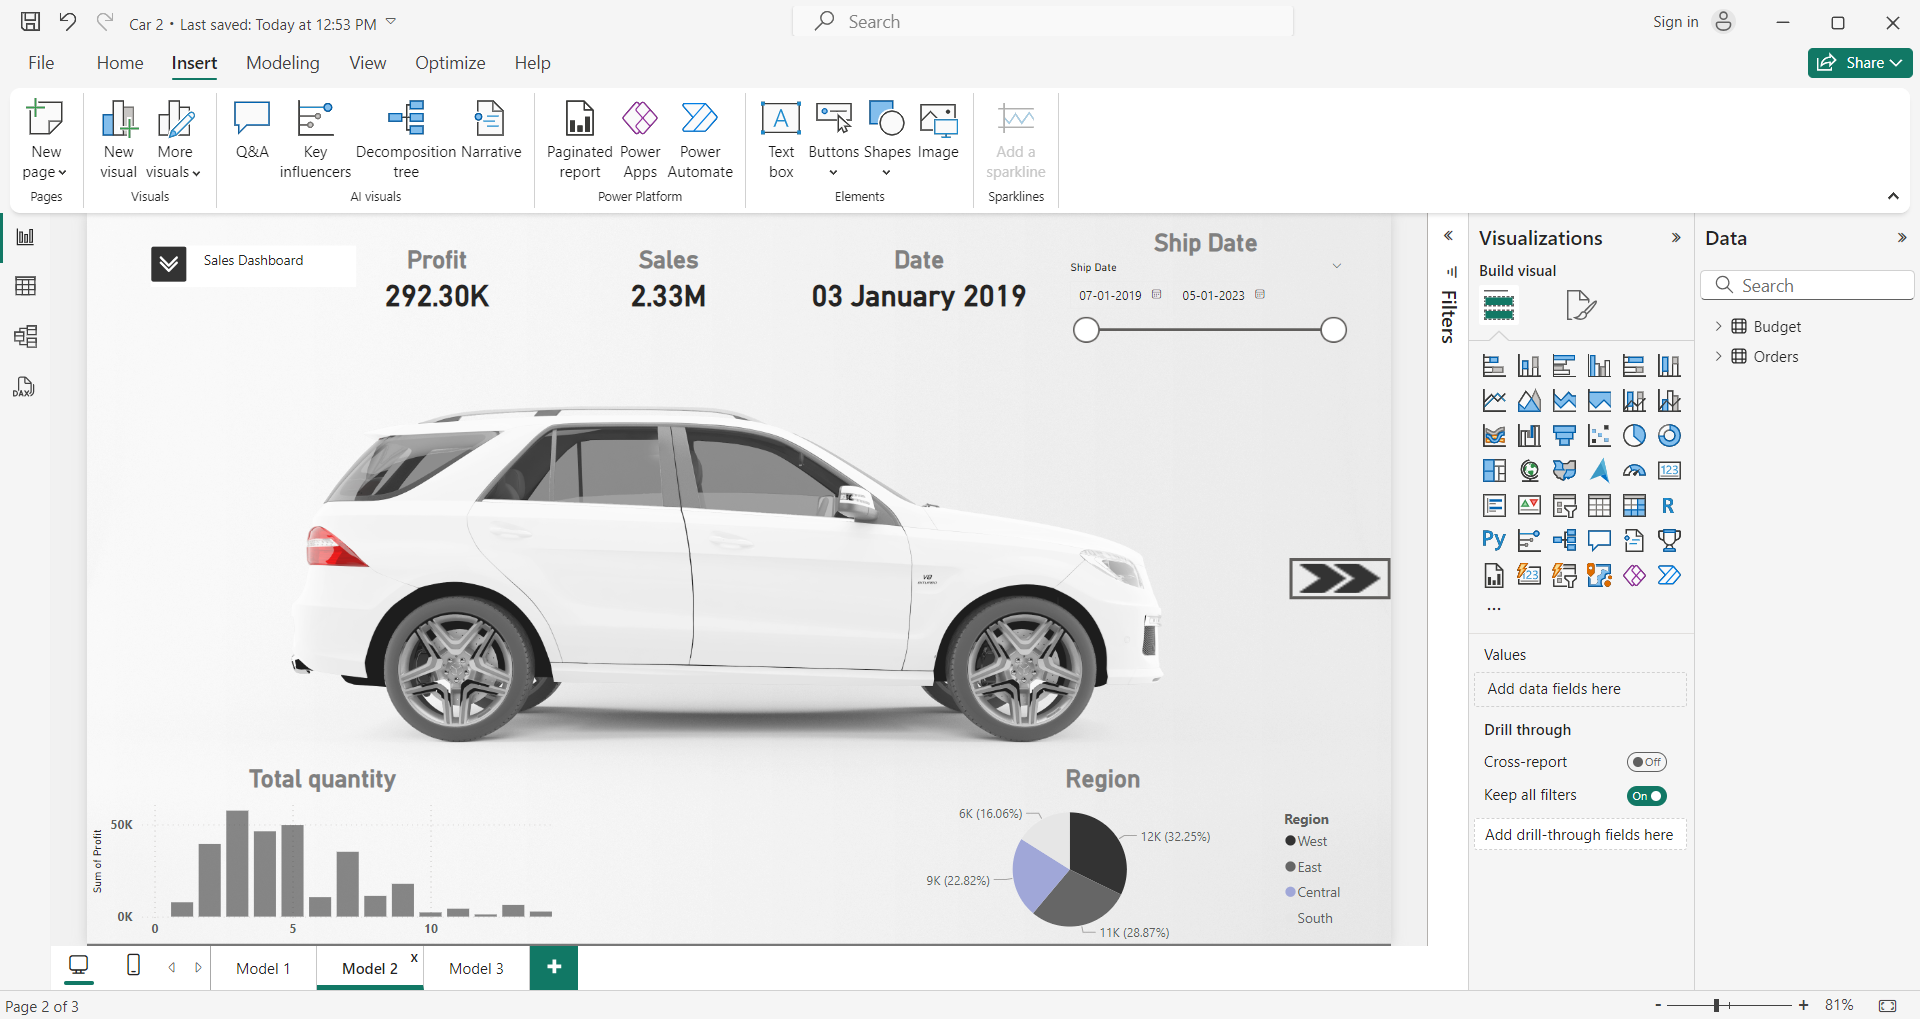 Car 2 • Last saved: Today at 12:53 PM
Search
Sign in
File
Home
Insert
Modeling
View
Optimize
Help
Share
New page
Pages
New visual
More visuals
Visuals
Q&A
Key influencers
Decomposition tree
Narrative
AI visuals
Paginated report
Power Apps
Power Automate
Power Platform
Text box
Buttons
Shapes
Image
Elements
Add a sparkline
Sparklines
Sales Dashboard
Profit
292.30K
Sales
2.33M
Date
03 January 2019
Ship Date
Ship Date
07-01-2019
05-01-2023
V8
Total quantity
Sum of Profit
50K
0K
0
5
10
Region
6K (16.06%)
12K (32.25%)
9K (22.82%)
11K (28.87%)
Region
West
East
Central
South
Filters
Visualizations
Build visual
123
R
Py
123
...
Values
Add data fields here
Drill through
Cross-report
Off
Keep all filters
On
Add drill-through fields here
Data
Search
Budget
Orders
DAX
Model 1
Model 2
x
Model 3
+
Page 2 of 3
- + 81%